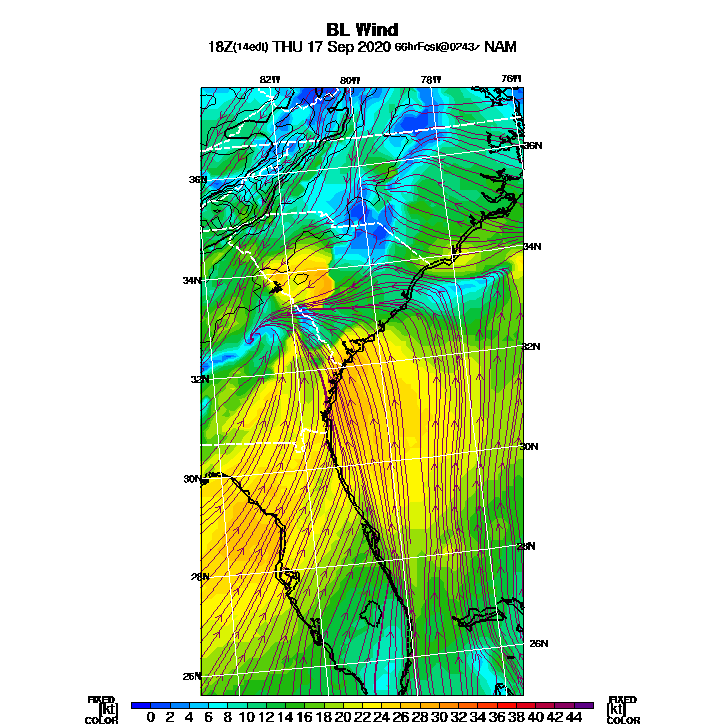 BL Wind
18Z(14edt) THU 17 Sep 2020 66hrFcst@0243z NAM
82W 80W 78W 76W
36N
36N
34N
34N
32N
32N
30N
30N
28N
28N
26N
26N
FIXED FIXED
[kt] 0 2 4 6 8 10 12 14 16 18 20 22 24 26 28 30 32 34 36 38 40 42 44 [kt]
COLOR COLOR